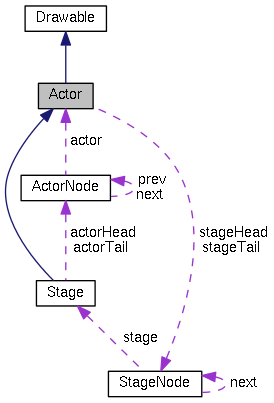 Drawable
Actor
actor
ActorNode
prev
next
actorHead
actorTail
stageHead
stageTail
Stage
stage
StageNode
next